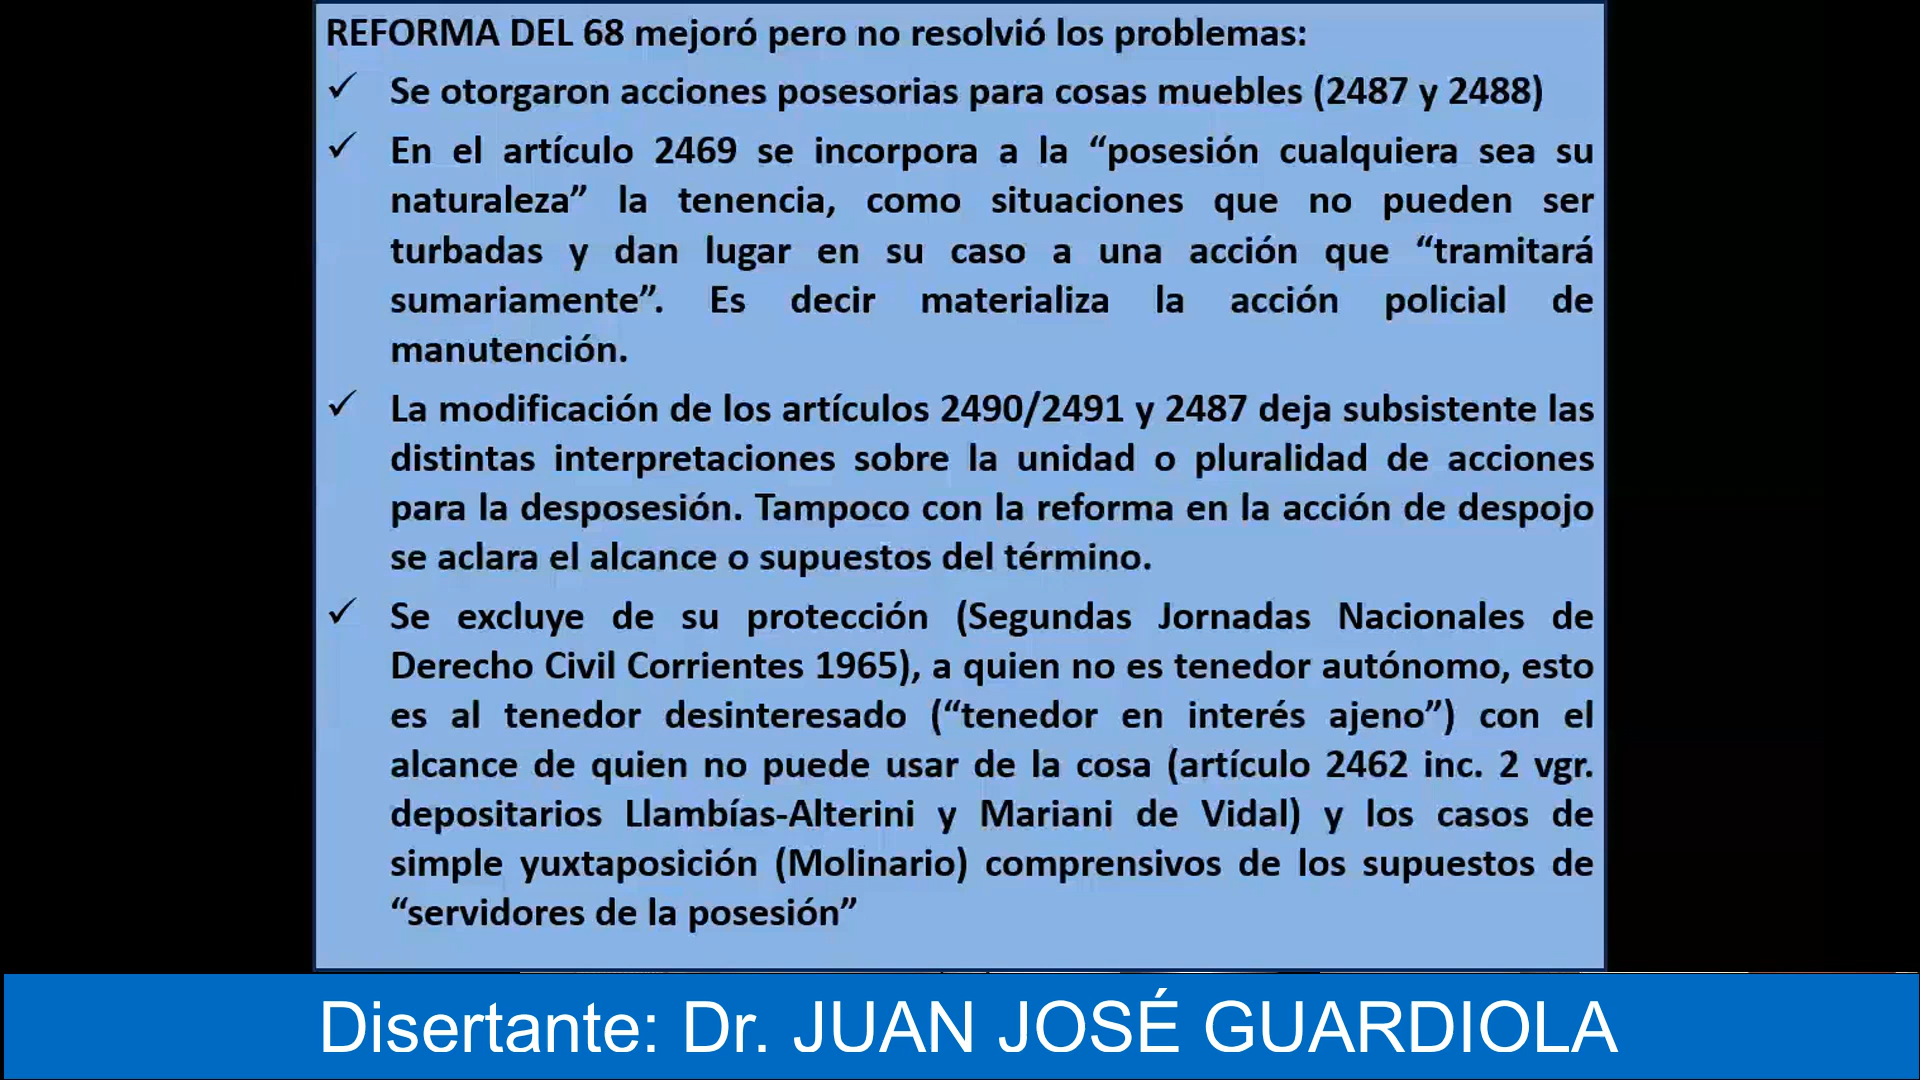 REFORMA DEL 68 mejoró pero no resolvió los problemas:
✓ Se otorgaron acciones posesorias para cosas muebles (2487 y 2488)
✓ En el artículo 2469 se incorpora a la “posesión cualquiera sea su
naturaleza” la tenencia, como situaciones que no pueden ser
turbadas y dan lugar en su caso a una acción que “tramitará
sumariamente”. Es decir materializa la acción policial de
manutención.
✓ La modificación de los artículos 2490/2491 y 2487 deja subsistente las
distintas interpretaciones sobre la unidad o pluralidad de acciones
para la desposesión. Tampoco con la reforma en la acción de despojo
se aclara el alcance o supuestos del término.
✓ Se excluye de su protección (Segundas Jornadas Nacionales de
Derecho Civil Corrientes 1965), a quien no es tenedor autónomo, esto
es al tenedor desinteresado (“tenedor en interés ajeno”) con el
alcance de quien no puede usar de la cosa (artículo 2462 inc. 2 vgr.
depositarios Llambías-Alterini y Mariani de Vidal) y los casos de
simple yuxtaposición (Molinario) comprensivos de los supuestos de
“servidores de la posesión”
Disertante: Dr. JUAN JOSÉ GUARDIOLA